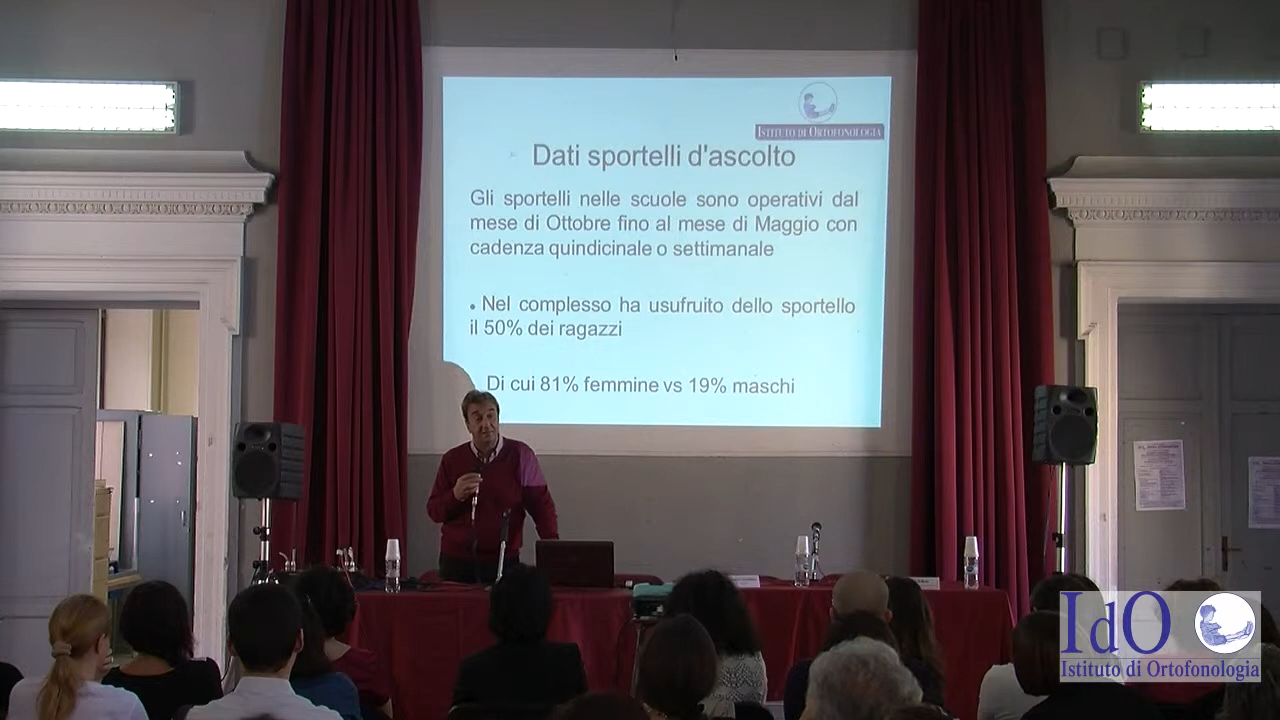 ISTITUTO DI ORTOFONOLOGIA
Dati sportelli d'ascolto
Gli sportelli nelle scuole sono operativi dal
mese di Ottobre fino al mese di Maggio con
cadenza quindicinale o settimanale
• Nel complesso ha usufruito dello sportello
il 50% dei ragazzi
Di cui 81% femmine vs 19% maschi
IdO
Istituto di Ortofonologia